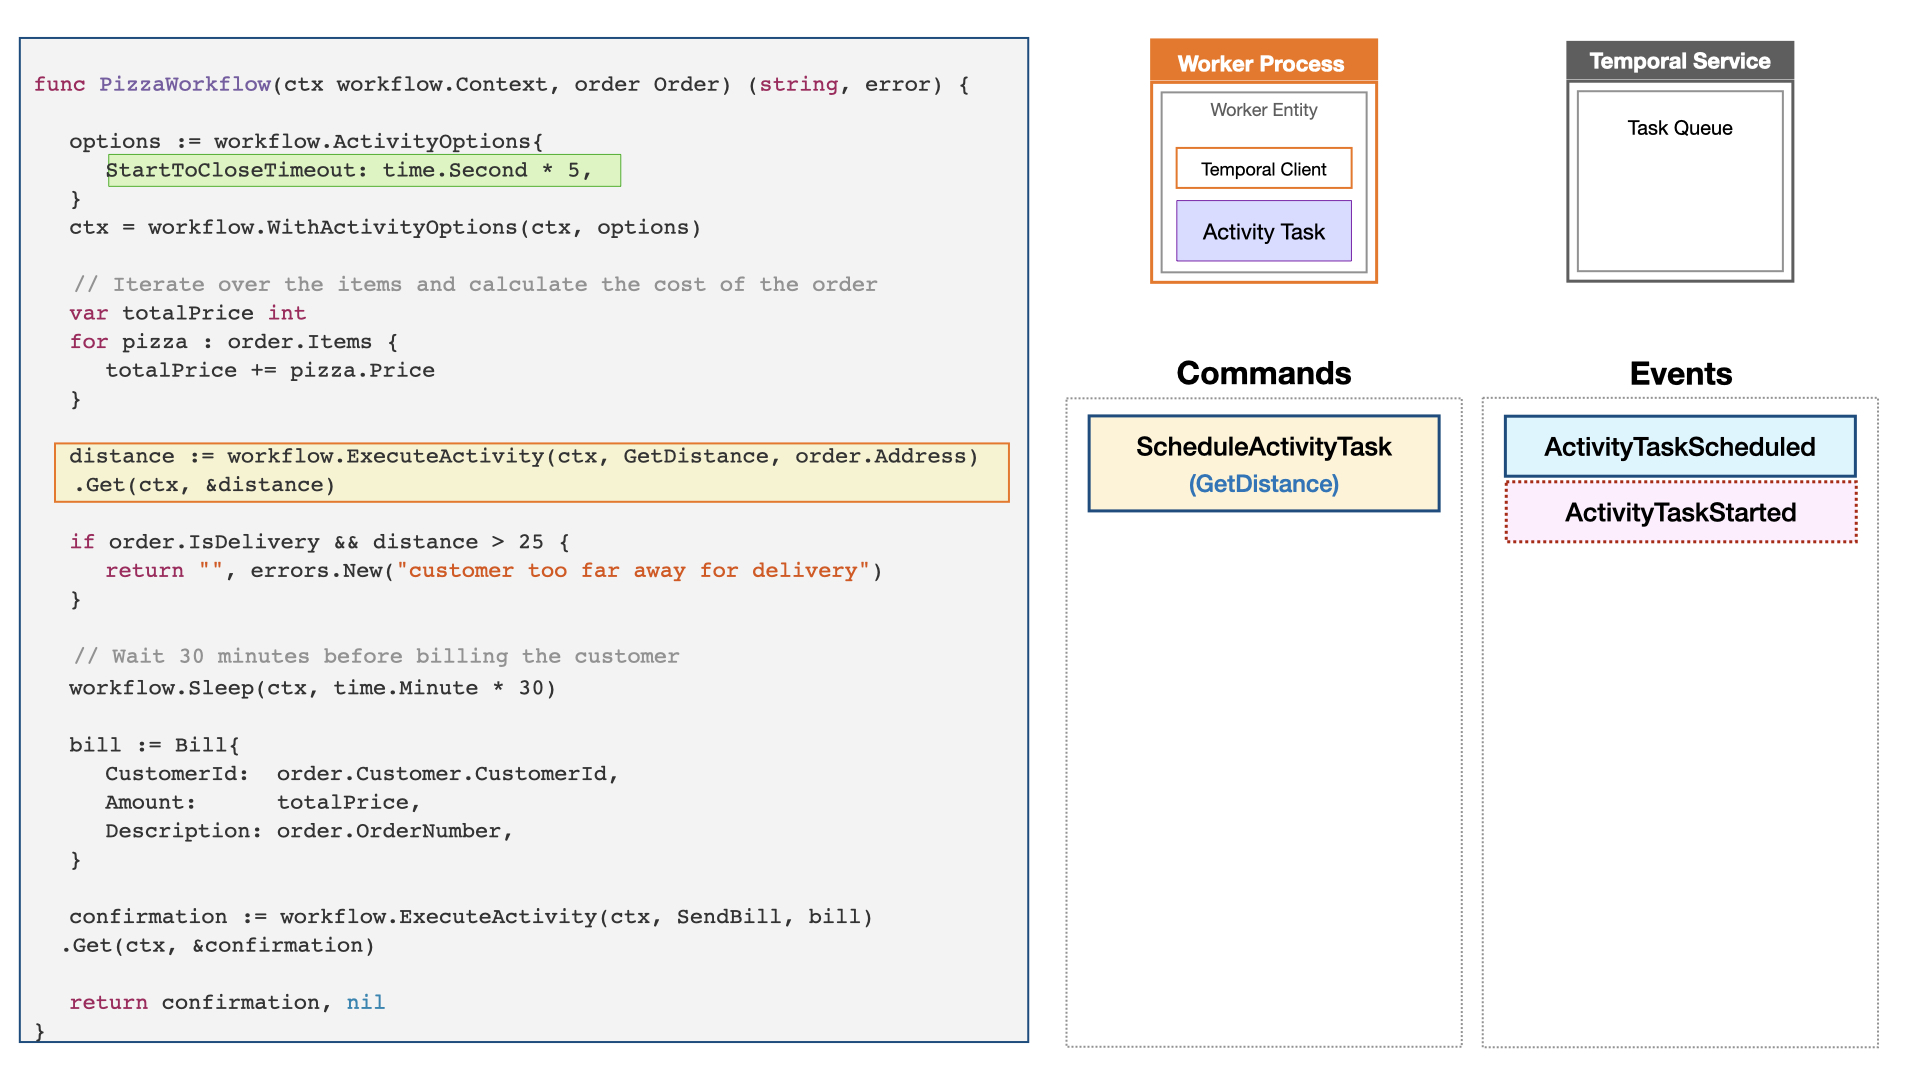 func PizzaWorkflow(ctx workflow.Context, order Order) (string, error) {
options := workflow.ActivityOptions{
StartToCloseTimeout: time.Second * 5,
}
ctx = workflow.WithActivityOptions(ctx, options)
// Iterate over the items and calculate the cost of the order
var totalPrice int
for pizza : order.Items {
totalPrice += pizza.Price
}
distance := workflow.ExecuteActivity(ctx, GetDistance, order.Address)
.Get(ctx, &distance)
if order.IsDelivery && distance > 25 {
return "", errors.New("customer too far away for delivery")
}
// Wait 30 minutes before billing the customer
workflow.Sleep(ctx, time.Minute * 30)
bill := Bill{
CustomerId: order.Customer.CustomerId,
Amount: totalPrice,
Description: order.OrderNumber,
}
confirmation := workflow.ExecuteActivity(ctx, SendBill, bill)
.Get(ctx, &confirmation)
return confirmation, nil
}
Worker Process
Worker Entity
Temporal Client
Activity Task
Temporal Service
Task Queue
Commands
ScheduleActivityTask
(GetDistance)
Events
ActivityTaskScheduled
ActivityTaskStarted